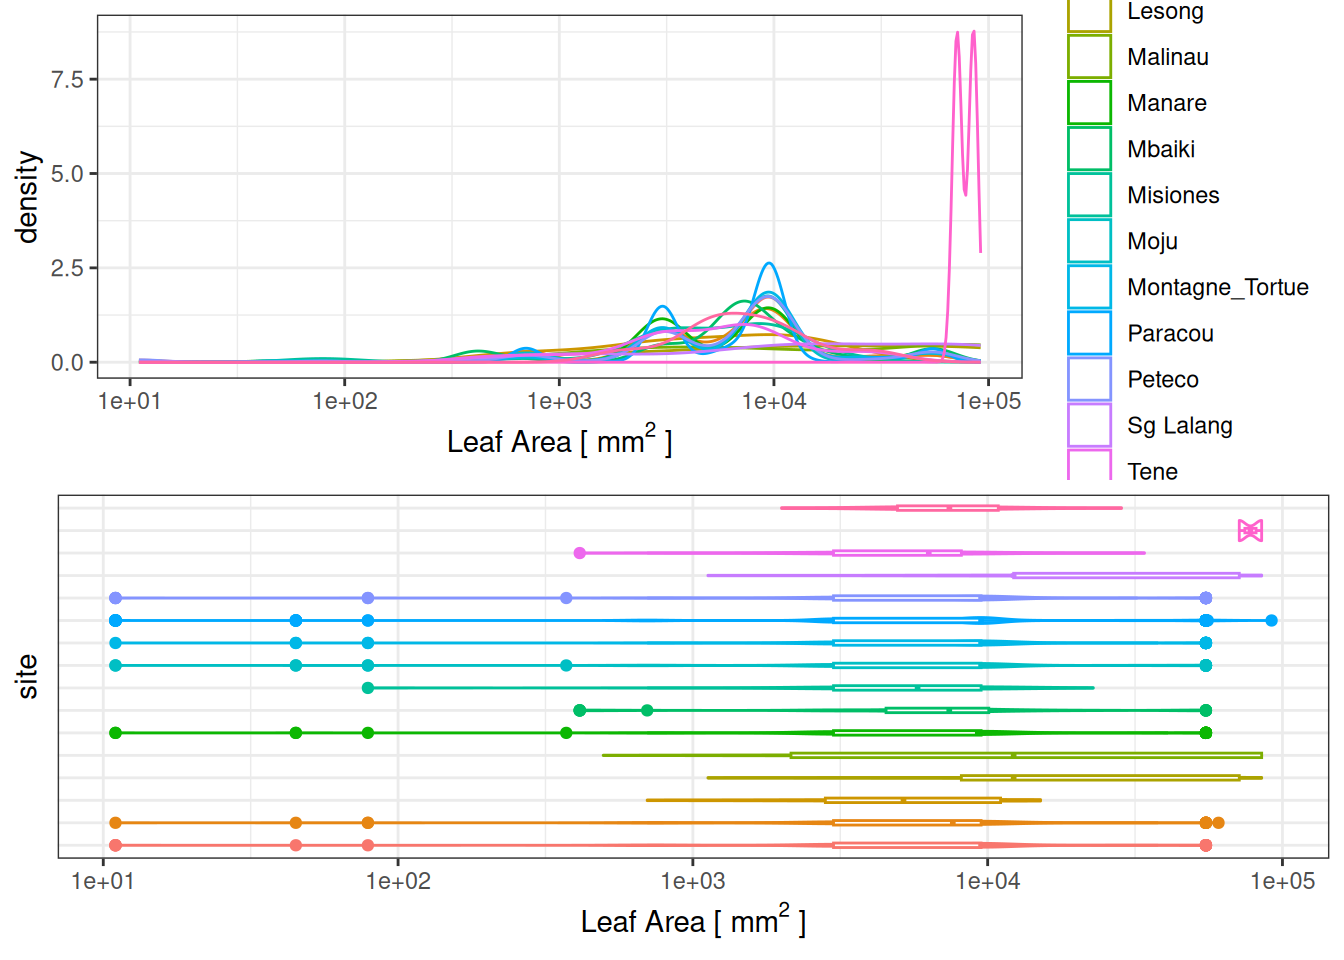 7.5
5.0
2.5
0.0
density
1e+01 1e+02 1e+03 1e+04 1e+05
Leaf Area [ mm2 ]
Lesong
Malinau
Manare
Mbaiki
Misiones
Moju
Montagne_Tortue
Paracou
Peteco
Sg Lalang
Tene
site
1e+01 1e+02 1e+03 1e+04 1e+05
Leaf Area [ mm2 ]